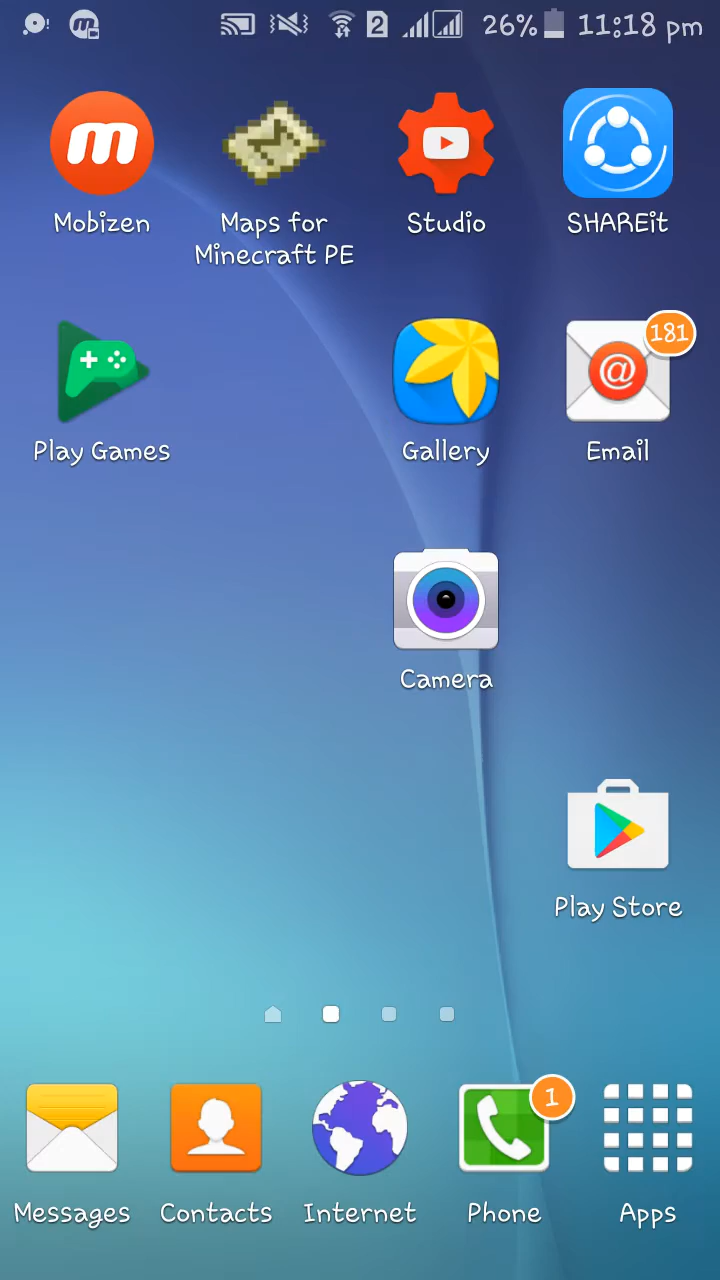 2 26% 11:18 pm
Mobizen
Maps for
Minecraft PE
Studio
SHAREit
181
Play Games
Gallery
Email
Camera
Play Store
1
Messages
Contacts
Internet
Phone
Apps